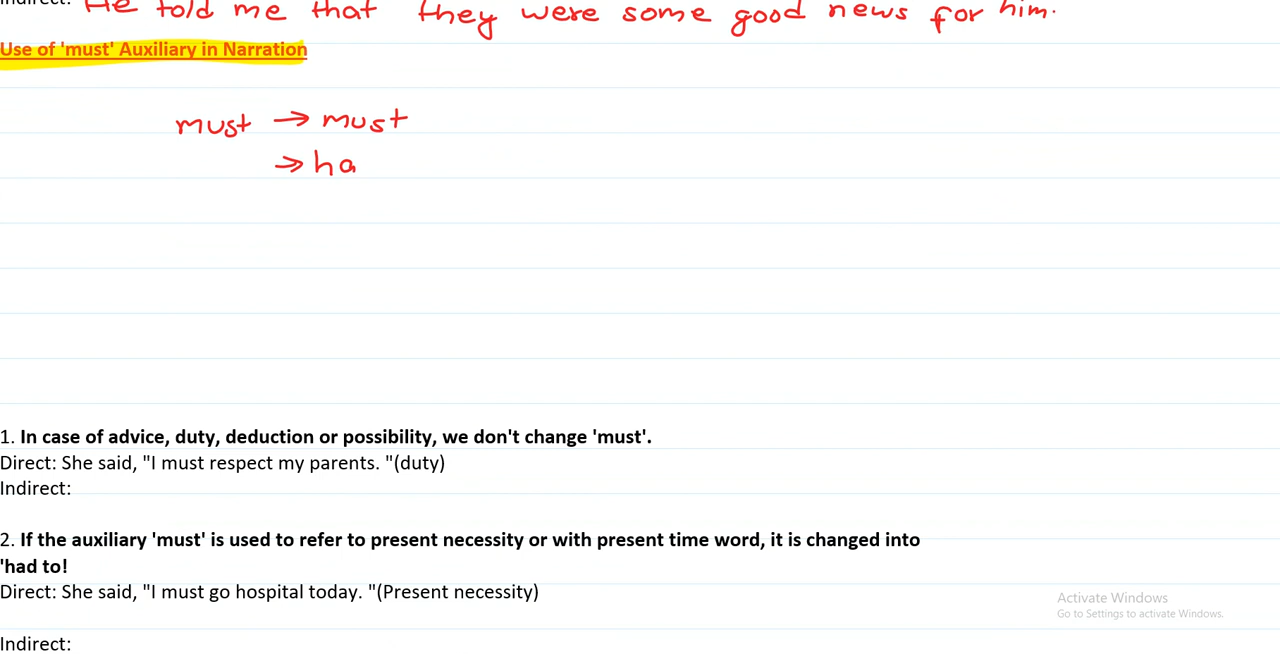 Indirect: He told me that they were some good news for him.
Use of 'must' Auxiliary in Narration
must → must
→ ha
1. In case of advice, duty, deduction or possibility, we don't change 'must'.
Direct: She said, "I must respect my parents. "(duty)
Indirect:
2. If the auxiliary 'must' is used to refer to present necessity or with present time word, it is changed into
'had to!
Direct: She said, "I must go hospital today. "(Present necessity)
Activate Windows
Go to Settings to activate Windows.
Indirect: